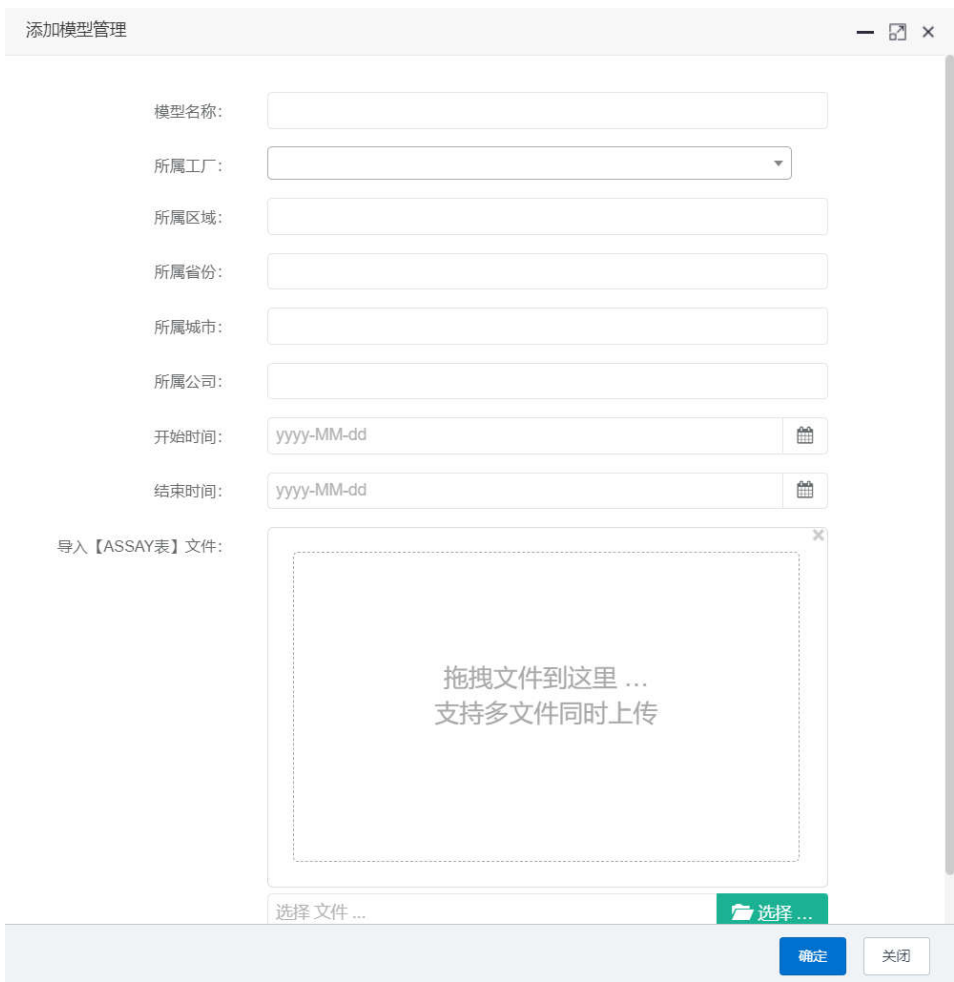 添加模型管理
模型名称：
所属工厂：
所属区域：
所属省份：
所属城市：
所属公司：
开始时间： yyyy-MM-dd
结束时间： yyyy-MM-dd
导入【ASSAY表】文件：
拖拽文件到这里 …
支持多文件同时上传
选择 文件 ... 选择 ...
确定 关闭